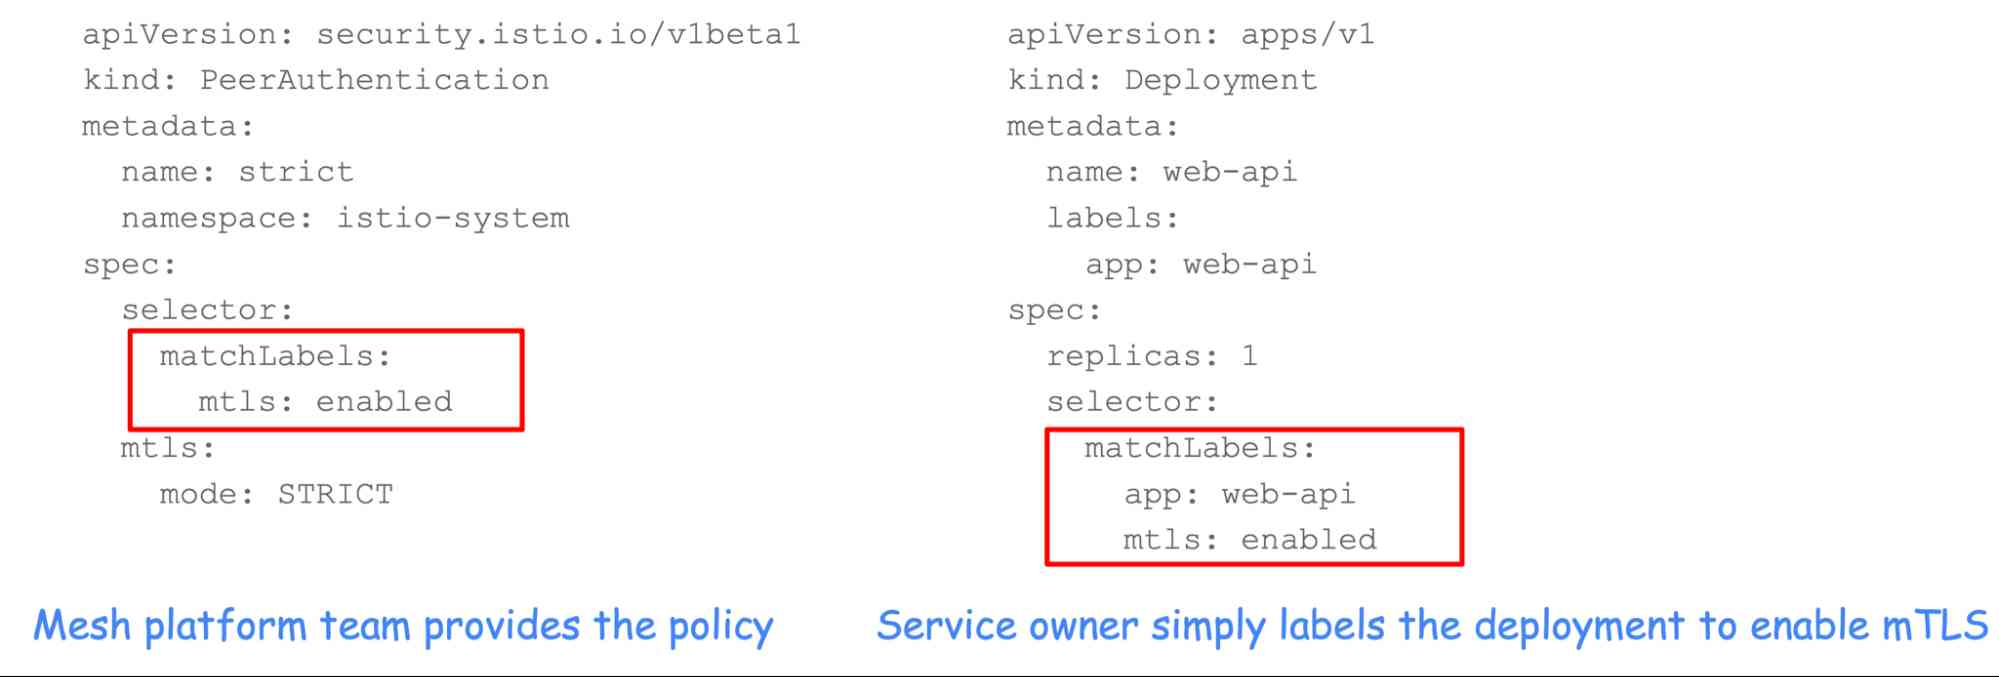 apiVersion: security.istio.io/v1beta1
kind: PeerAuthentication
metadata:
  name: strict
  namespace: istio-system
spec:
  selector:
    matchLabels:
      mtls: enabled
  mtls:
    mode: STRICT
Mesh platform team provides the policy
apiVersion: apps/v1
kind: Deployment
metadata:
  name: web-api
  labels:
    app: web-api
spec:
  replicas: 1
  selector:
    matchLabels:
      app: web-api
      mtls: enabled
Service owner simply labels the deployment to enable mTLS